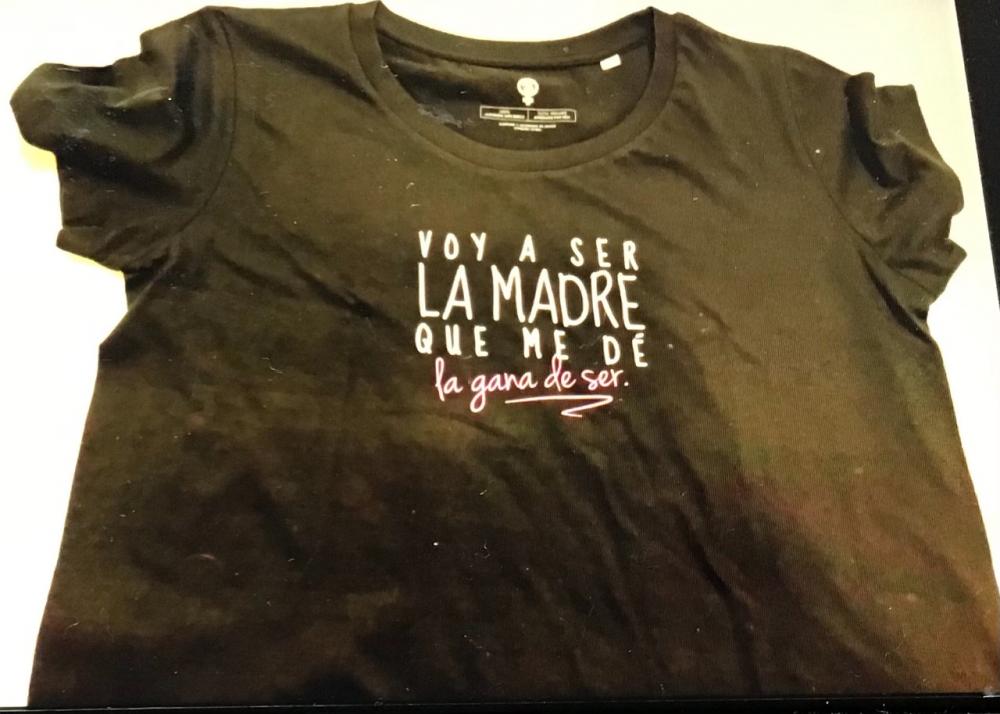 VOY A SER
LA MADRE
QUE ME DÉ
la gana de ser.